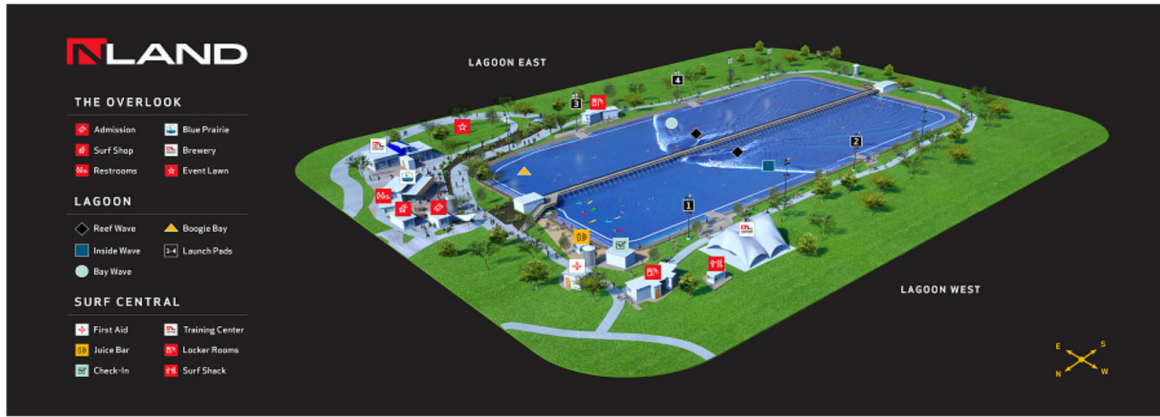 NLAND
THE OVERLOOK
Admission
Blue Prairie
Surf Shop
Brewery
Restrooms
Event Lawn
LAGOON
Reef Wave
Boogie Bay
Inside Wave
1-4 Launch Pads
Bay Wave
SURF CENTRAL
First Aid
Training Center
Juice Bar
Locker Rooms
Check-In
Surf Shack
LAGOON EAST
4
3
2
1
LAGOON WEST
E S
N W